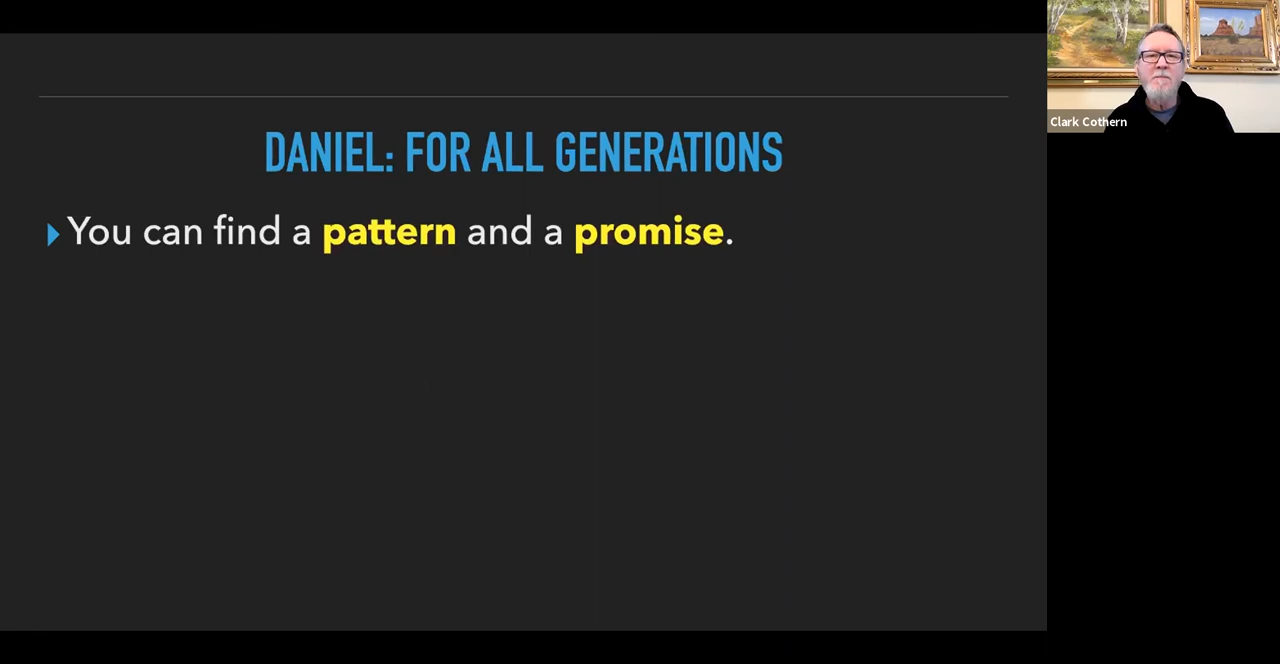 DANIEL: FOR ALL GENERATIONS
You can find a pattern and a promise.
Clark Cothern